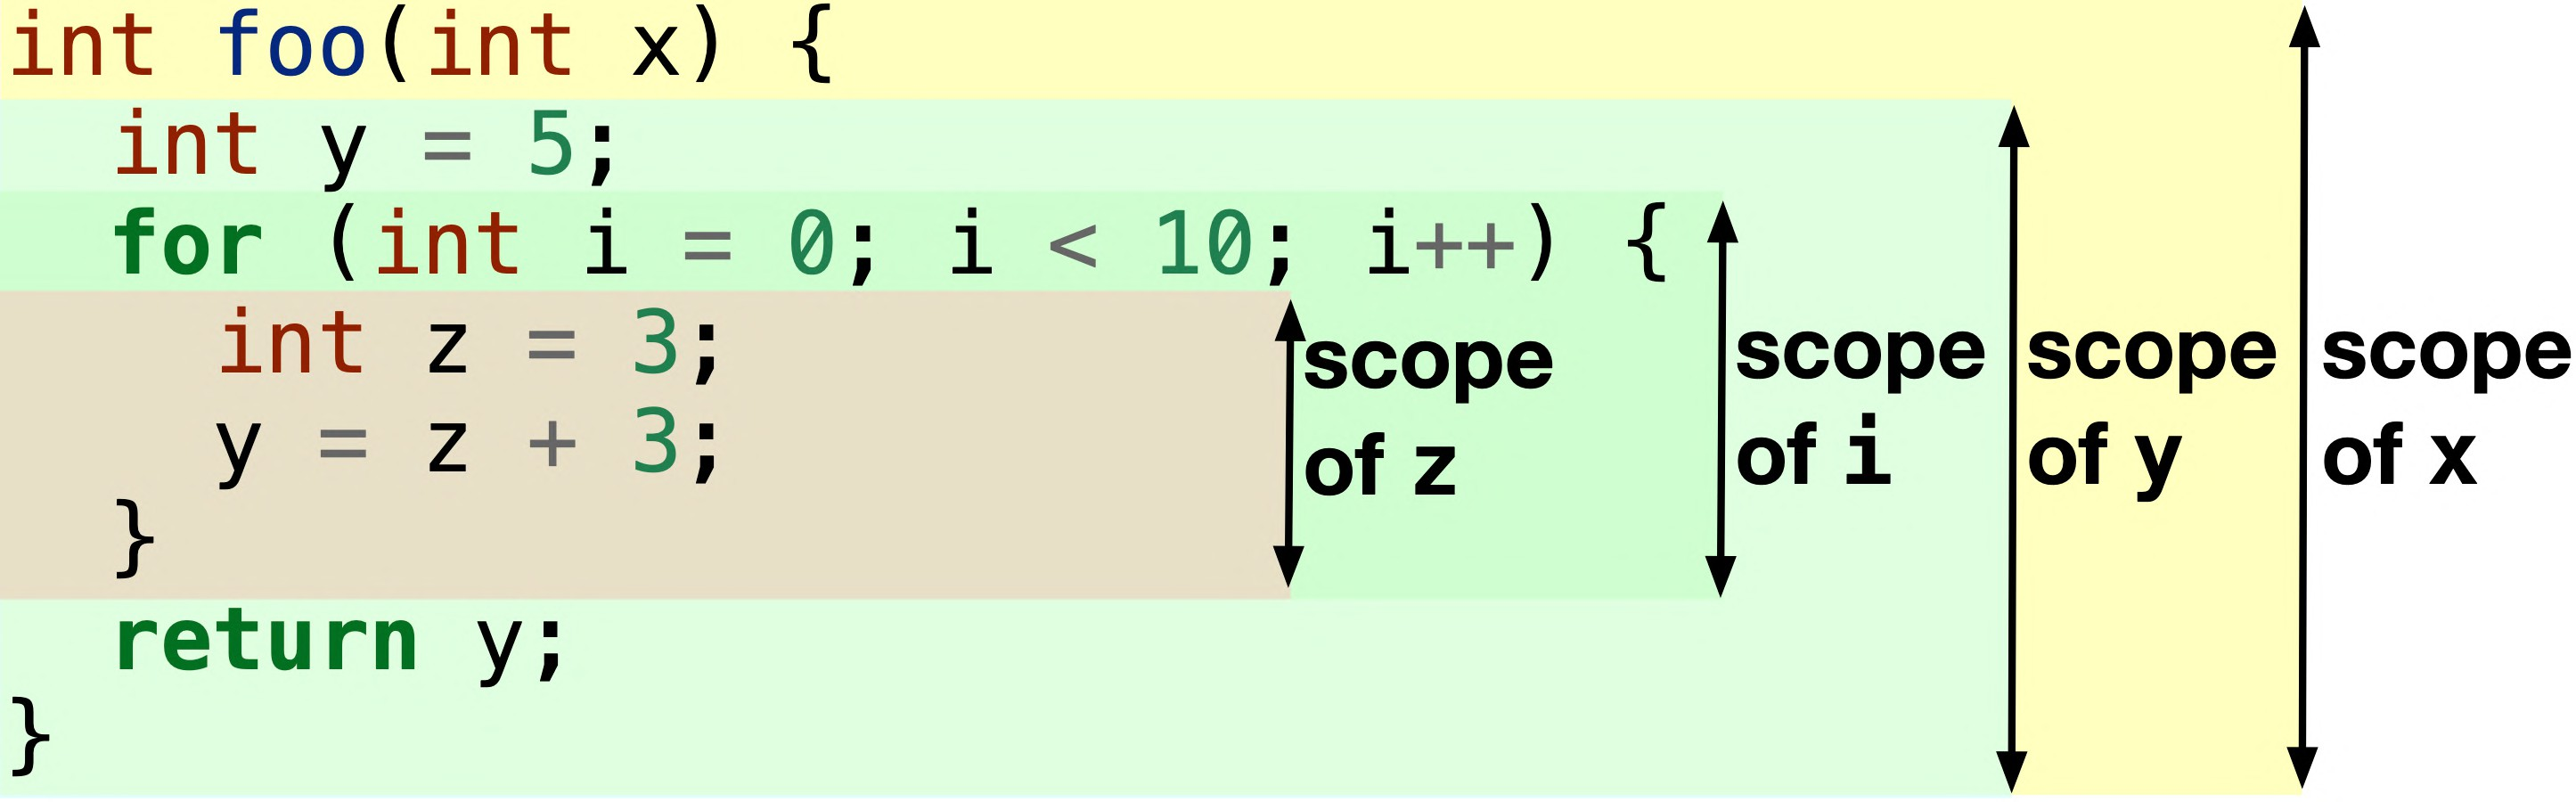 int foo(int x) {
int y = 5;
for (int i = 0; i < 10; i++) {
int z = 3;
y = z + 3;
}
return y;
}
scope
of z
scope
of i
scope
of y
scope
of x